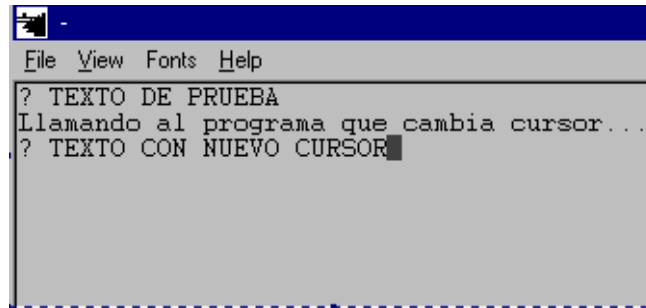 -
File View Fonts Help
? TEXTO DE PRUEBA
Llamando al programa que cambia cursor...
? TEXTO CON NUEVO CURSOR